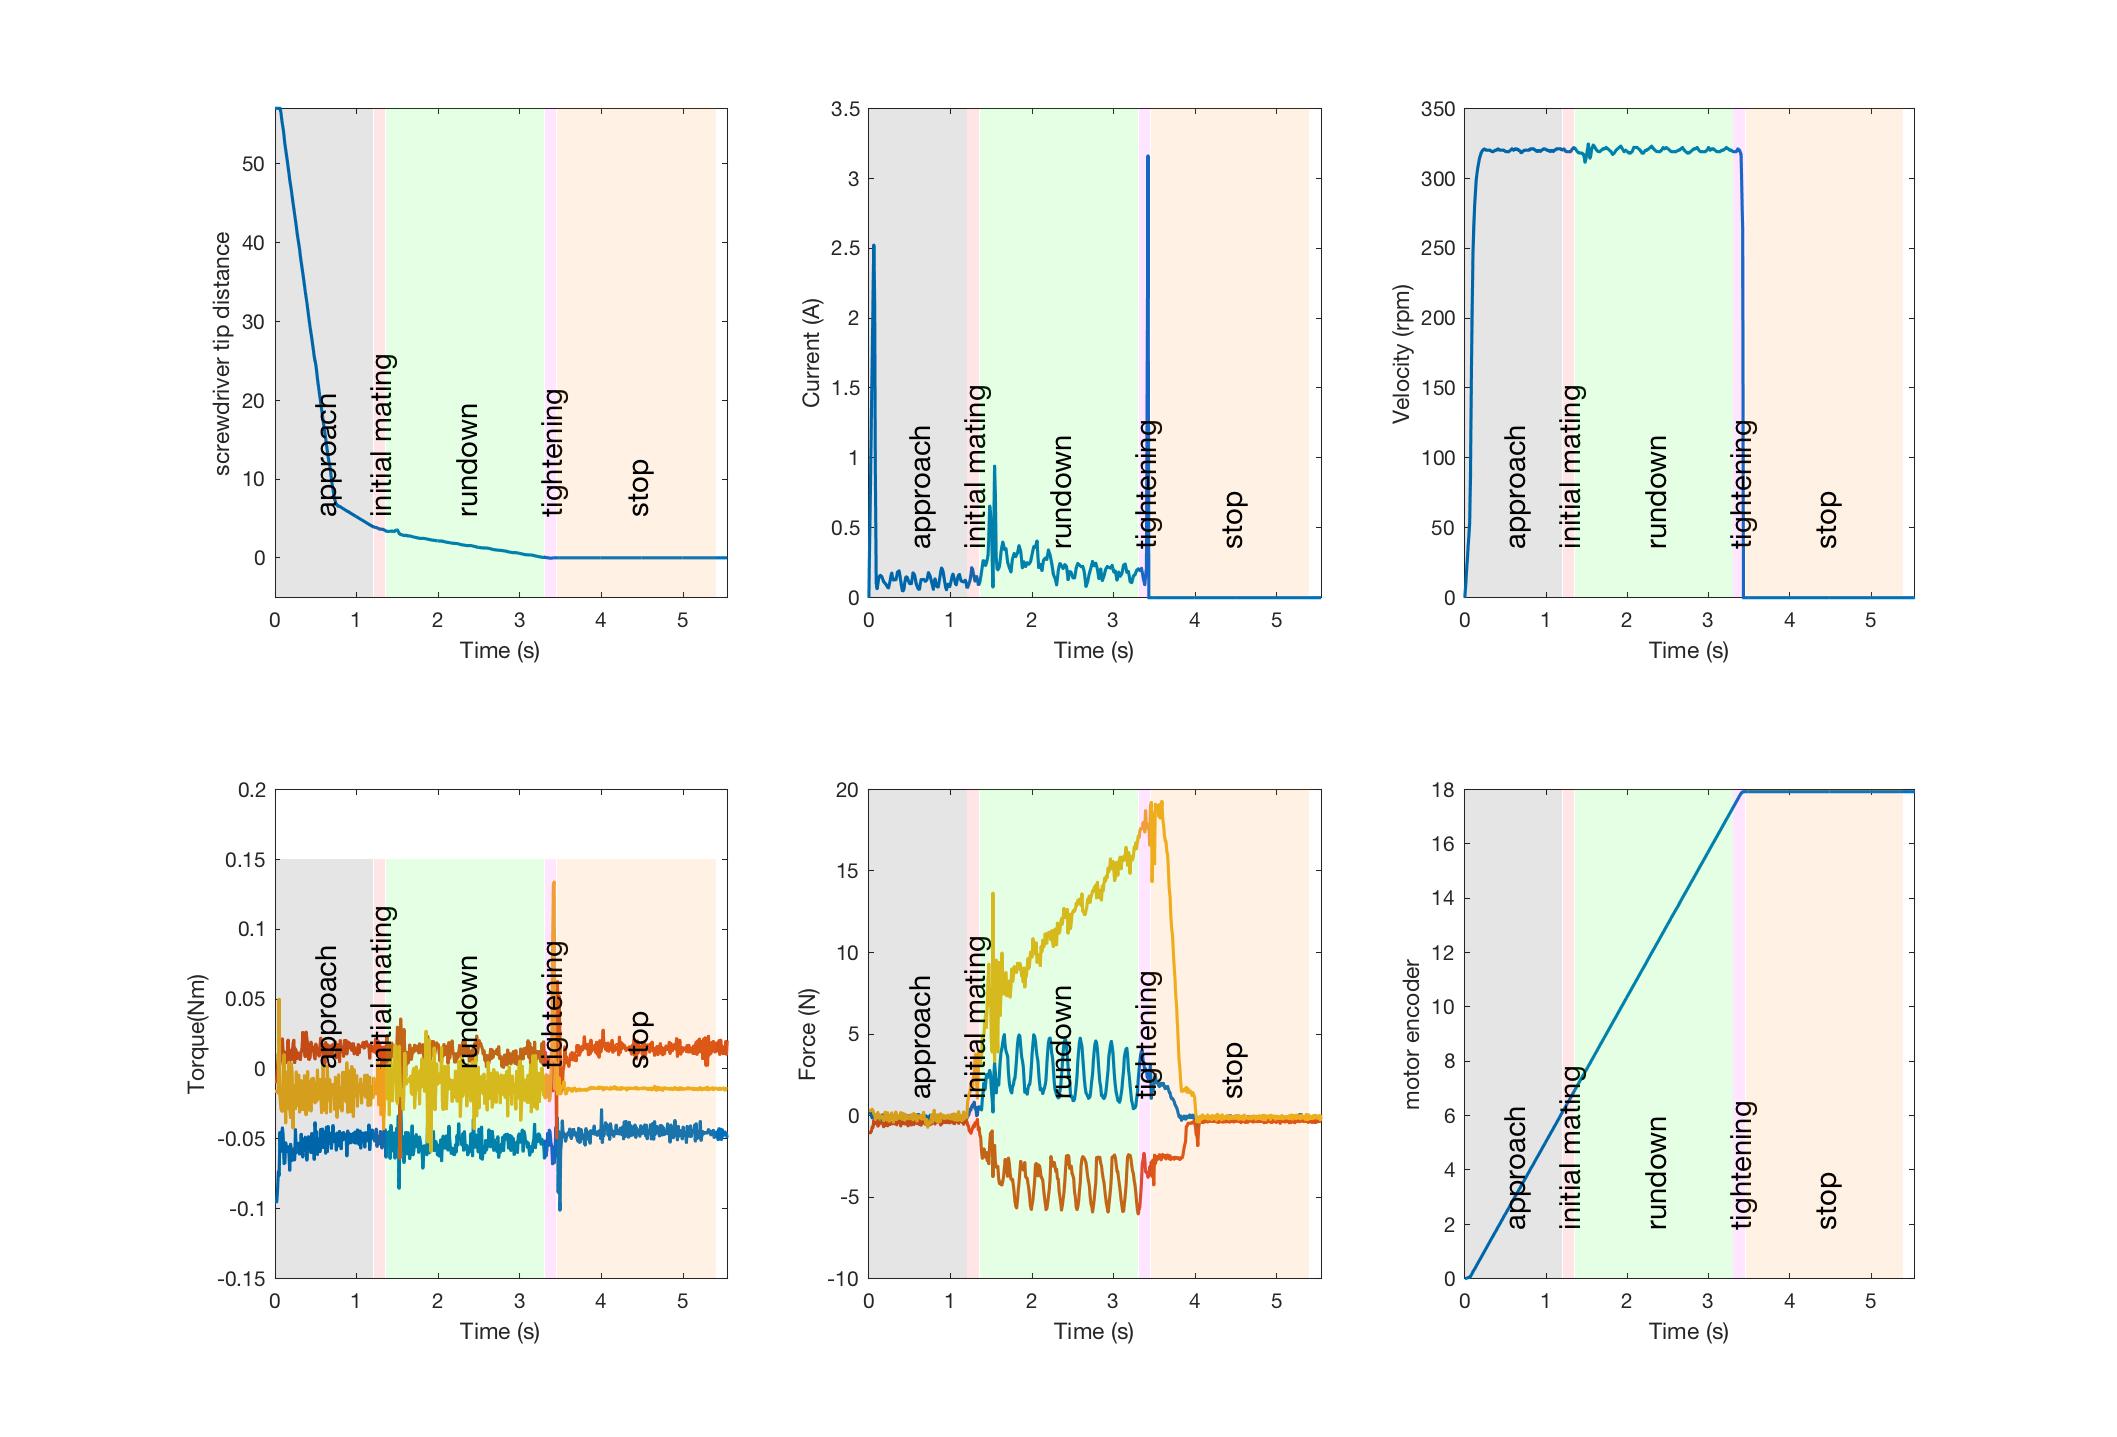 screwdriver tip distance
50
40
30
20
10
0
approach
initial mating
rundown
tightening
stop
0 1 2 3 4 5
Time (s)
Current (A)
3.5
3
2.5
2
1.5
1
0.5
0
approach
initial mating
rundown
tightening
stop
0 1 2 3 4 5
Time (s)
Velocity (rpm)
350
300
250
200
150
100
50
0
approach
initial mating
rundown
tightening
stop
0 1 2 3 4 5
Time (s)
Torque(Nm)
0.2
0.15
0.1
0.05
0
-0.05
-0.1
-0.15
approach
initial mating
rundown
tightening
stop
0 1 2 3 4 5
Time (s)
Force (N)
20
15
10
5
0
-5
-10
approach
initial mating
rundown
tightening
stop
0 1 2 3 4 5
Time (s)
motor encoder
18
16
14
12
10
8
6
4
2
0
approach
initial mating
rundown
tightening
stop
0 1 2 3 4 5
Time (s)